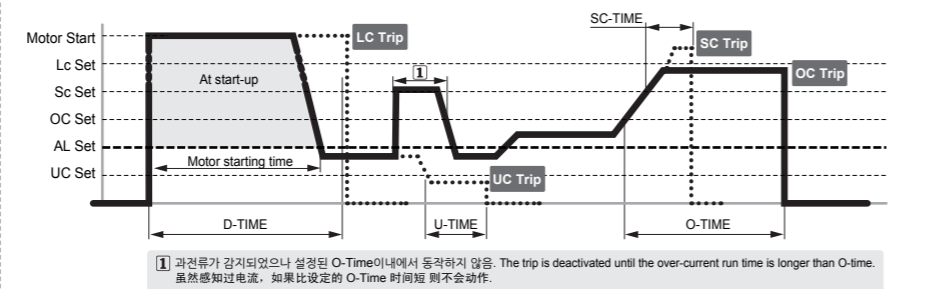 SC-TIME
Motor Start
LC Trip
SC Trip
Lc Set
1
OC Trip
At start-up
Sc Set
OC Set
AL Set
Motor starting time
UC Set
UC Trip
D-TIME
U-TIME
O-TIME
1 과전류가 감지되었으나 설정된 O-Time이내에서 동작하지 않음. The trip is deactivated until the over-current run time is longer than O-time.
虽然感知过电流，如果比设定的 O-Time 时间短 则不会动作.